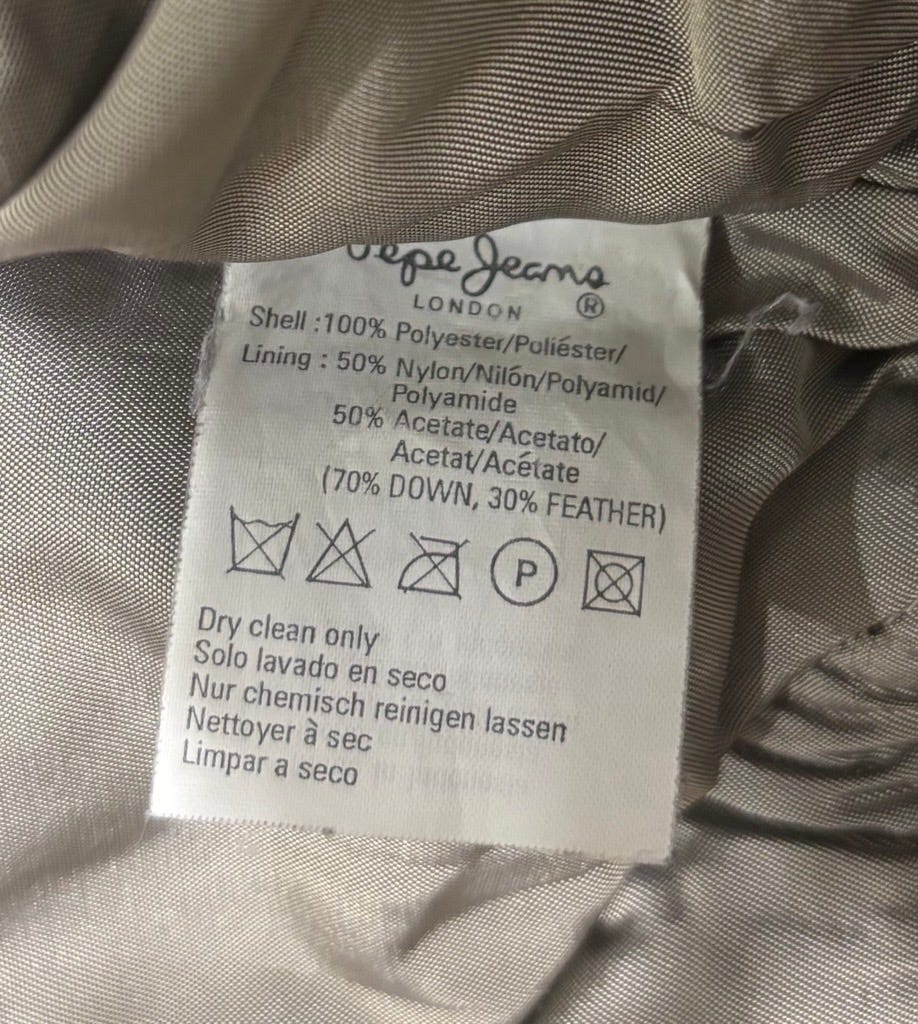 Pepe Jeans
LONDON ®
Shell :100% Polyester/Poliéster/
Lining : 50% Nylon/Nilón/Polyamid/
Polyamide
50% Acetate/Acetato/
Acetat/Acétate
(70% DOWN, 30% FEATHER)
P
Dry clean only
Solo lavado en seco
Nur chemisch reinigen lassen
Nettoyer à sec
Limpar a seco